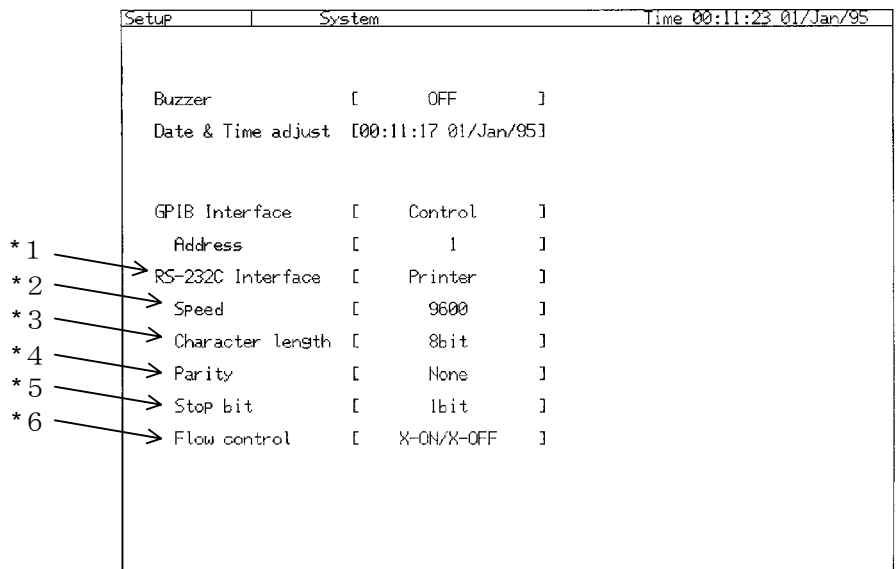 Setup System Time 00:11:23 01/Jan/95
Buzzer [ OFF ]
Date & Time adjust [00:11:17 01/Jan/95]
GPIB Interface [ Control ]
Address [ 1 ]
*1 RS-232C Interface [ Printer ]
*2 Speed [ 9600 ]
*3 Character length [ 8bit ]
*4 Parity [ None ]
*5 Stop bit [ 1bit ]
*6 Flow control [ X-ON/X-OFF ]